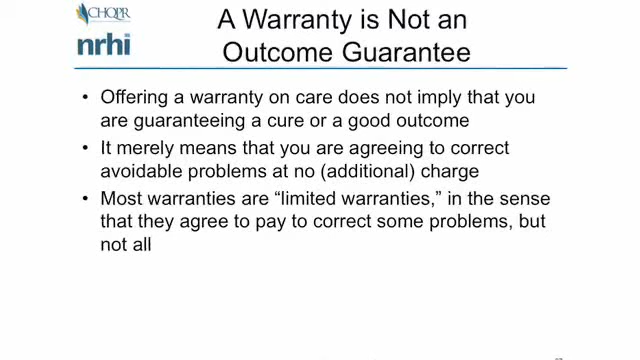 CHQPR
nrhi
A Warranty is Not an
Outcome Guarantee
• Offering a warranty on care does not imply that you
are guaranteeing a cure or a good outcome
• It merely means that you are agreeing to correct
avoidable problems at no (additional) charge
• Most warranties are “limited warranties,” in the sense
that they agree to pay to correct some problems, but
not all